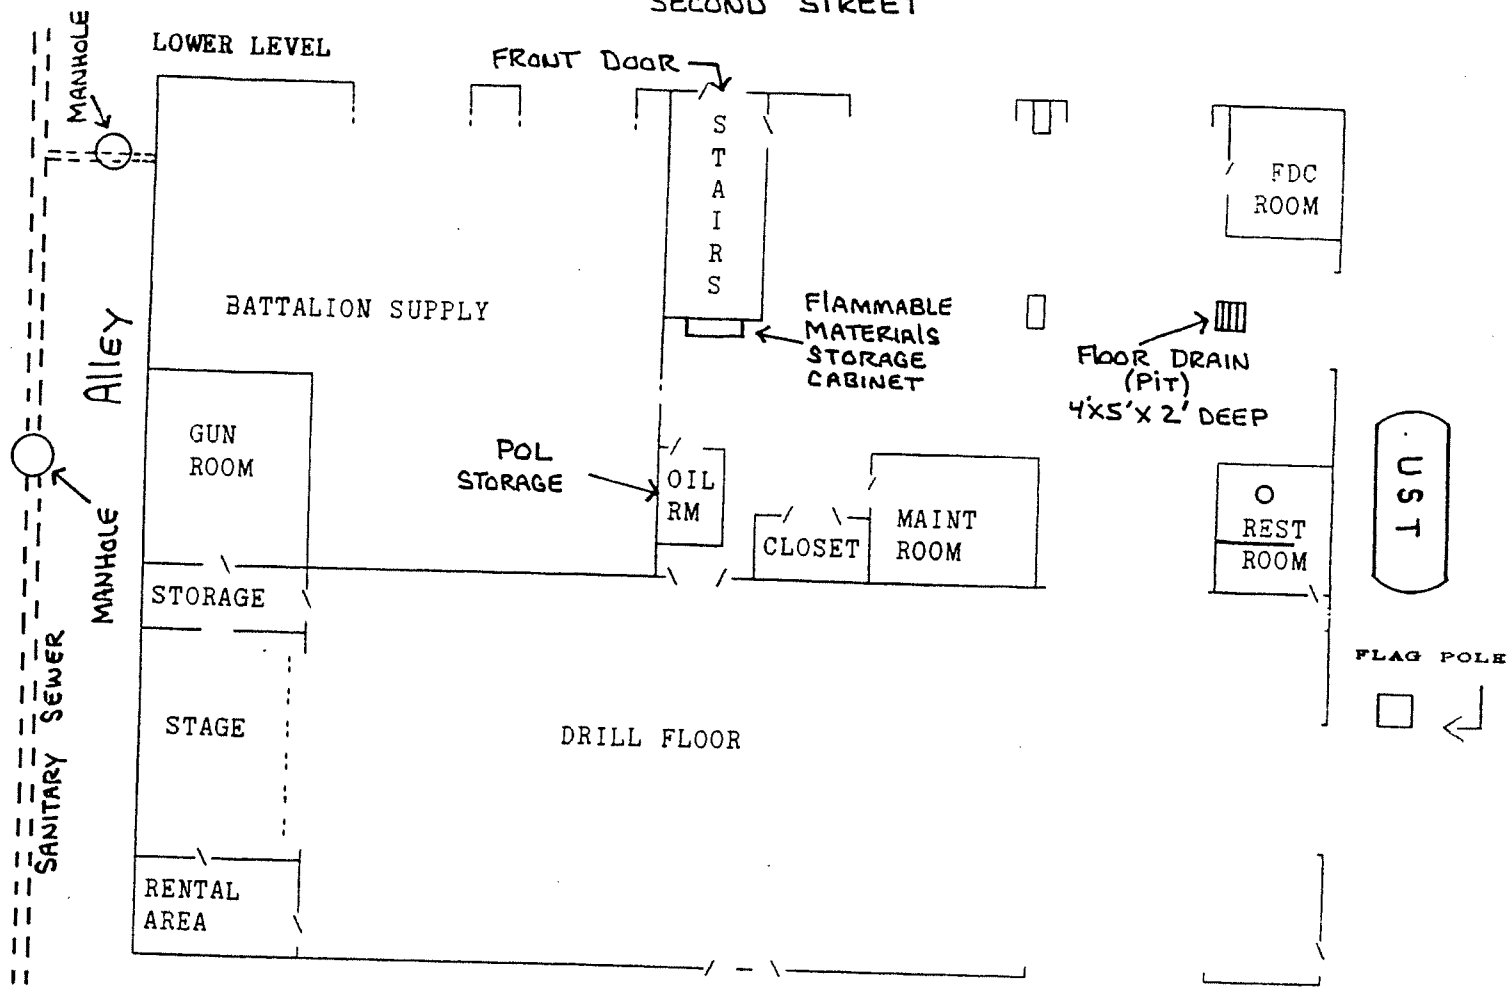 SECOND STREET
LOWER LEVEL
FRONT DOOR
MANHOLE
STAIRS
FDC
ROOM
BATTALION SUPPLY
FlAMMABLE
MATERIAlS
STORAGE
CABINET
FlOOR DRAIN
(PiT)
4'X5'X2' DEEP
Alley
GUN
ROOM
POL
STORAGE
OIL
RM
CLOSET
MAINT
ROOM
REST
ROOM
UST
MANHOLE
STORAGE
FLAG POLE
SANITARY SEWER
STAGE
DRILL FLOOR
RENTAL
AREA